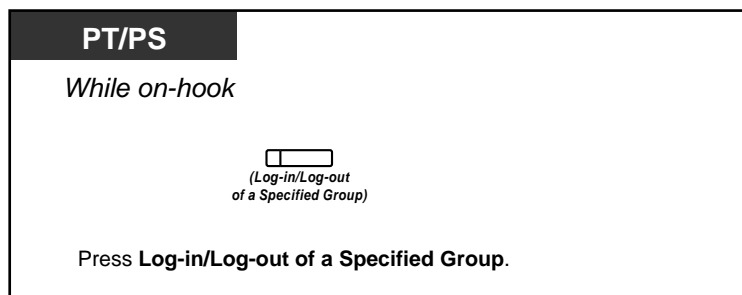 PT/PS
While on-hook
(Log-in/Log-out
of a Specified Group)
Press Log-in/Log-out of a Specified Group.